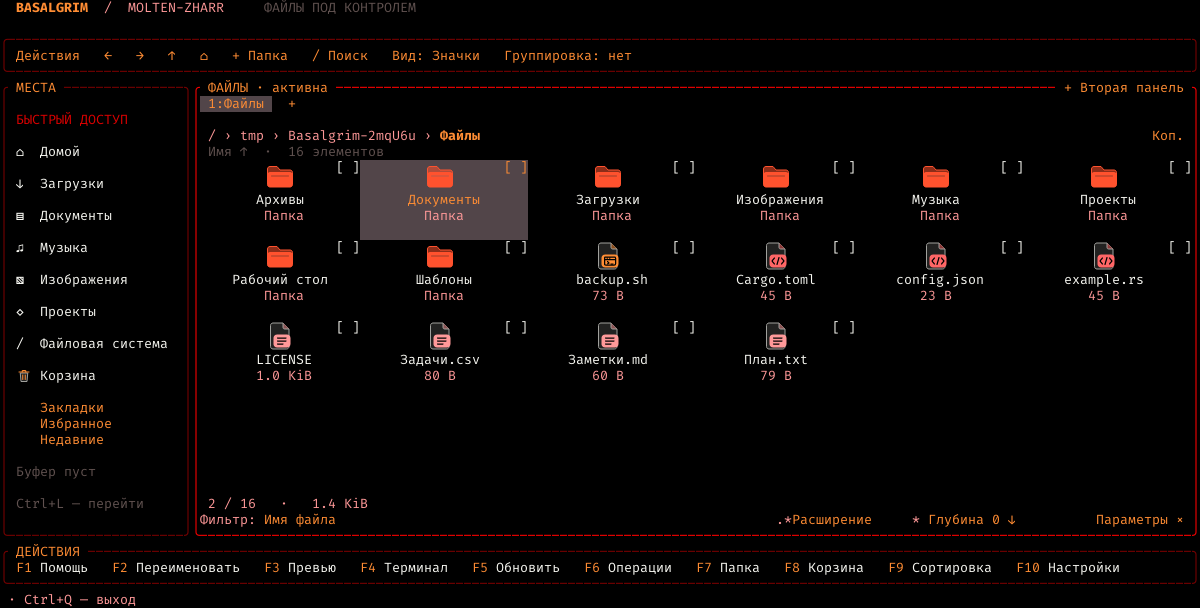 BASALGRIM / MOLTEN-ZHARR ФАЙЛЫ ПОД КОНТРОЛЕМ
Действия ← → ↑ ⌂ + Папка / Поиск Вид: Значки Группировка: нет
МЕСТА
БЫСТРЫЙ ДОСТУП
⌂ Домой
↓ Загрузки
▤ Документы
♫ Музыка
▧ Изображения
◇ Проекты
/ Файловая система
Корзина
Закладки
Избранное
Недавние
Буфер пуст
Ctrl+L — перейти
ФАЙЛЫ · активна + Вторая панель
1:Файлы +
/ › tmp › Basalgrim-2mqU6u › Файлы Коп.
Имя ↑ · 16 элементов
[ ] [ ] [ ] [ ] [ ] [ ]
Архивы Документы Загрузки Изображения Музыка Проекты
Папка Папка Папка Папка Папка Папка
[ ] [ ] [ ] [ ] [ ] [ ]
Рабочий стол Шаблоны backup.sh Cargo.toml config.json example.rs
Папка Папка 73 B 45 B 23 B 45 B
[ ] [ ] [ ] [ ]
LICENSE Задачи.csv Заметки.md План.txt
1.0 KiB 80 B 60 B 79 B
2 / 16 · 1.4 KiB
Фильтр: Имя файла .*Расширение * Глубина 0 ↓ Параметры ×
ДЕЙСТВИЯ
F1 Помощь F2 Переименовать F3 Превью F4 Терминал F5 Обновить F6 Операции F7 Папка F8 Корзина F9 Сортировка F10 Настройки
· Ctrl+Q — выход